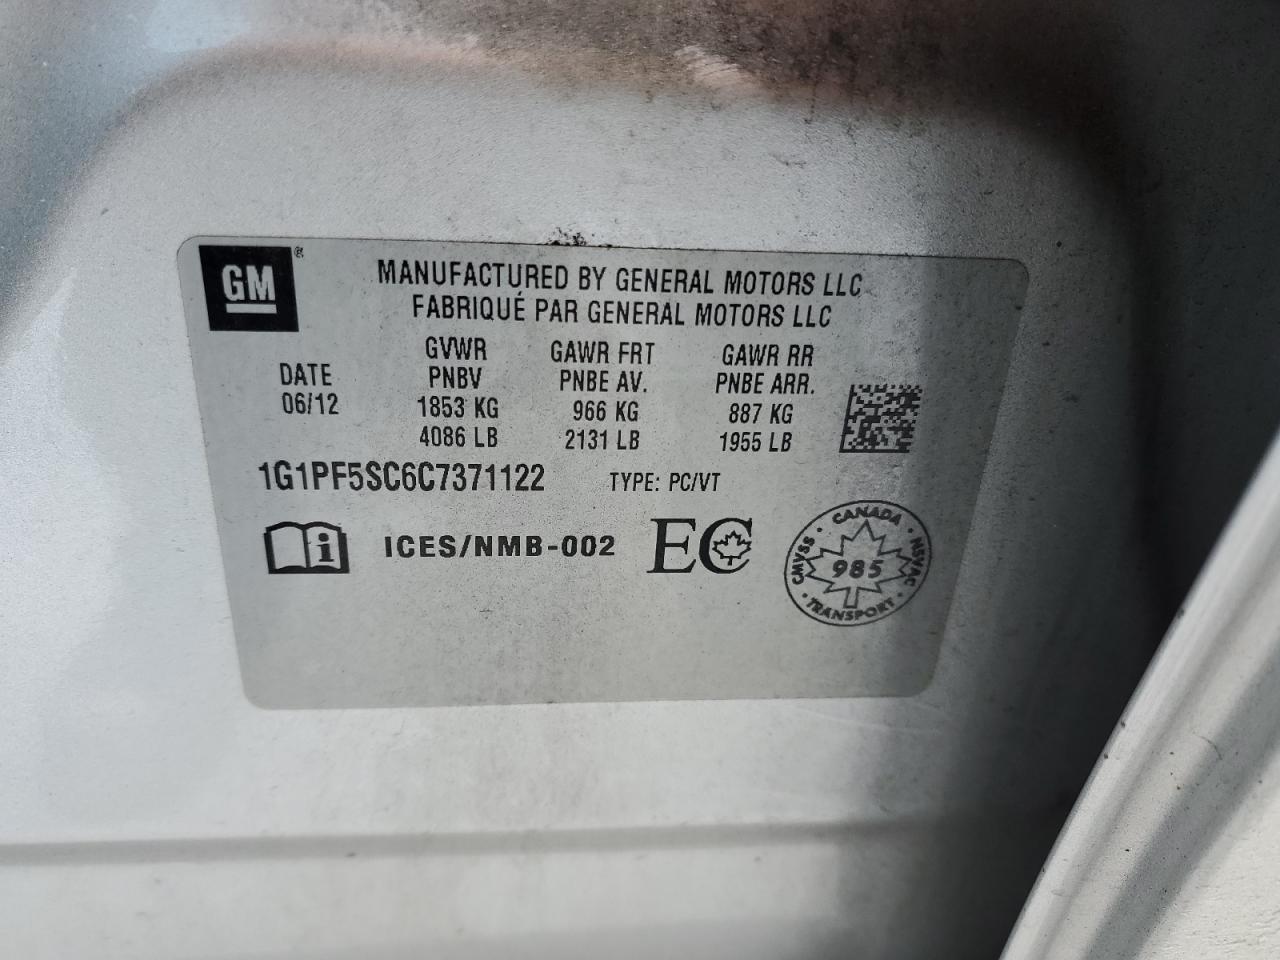 GM ®
MANUFACTURED BY GENERAL MOTORS LLC
FABRIQUÉ PAR GENERAL MOTORS LLC
GVWR GAWR FRT GAWR RR
DATE PNBV PNBE AV. PNBE ARR.
06/12 1853 KG 966 KG 887 KG
4086 LB 2131 LB 1955 LB
1G1PF5SC6C7371122 TYPE: PC/VT
i ICES/NMB-002 EC
CANADA
CMVSS 985 NSVAC
TRANSPORT